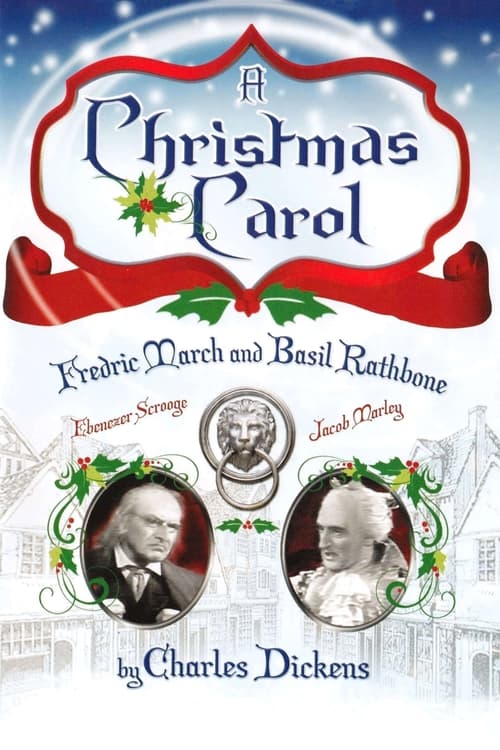 A
Christmas
Carol
Fredric March and Basil Rathbone
Ebenezer Scrooge
Jacob Marley
by Charles Dickens